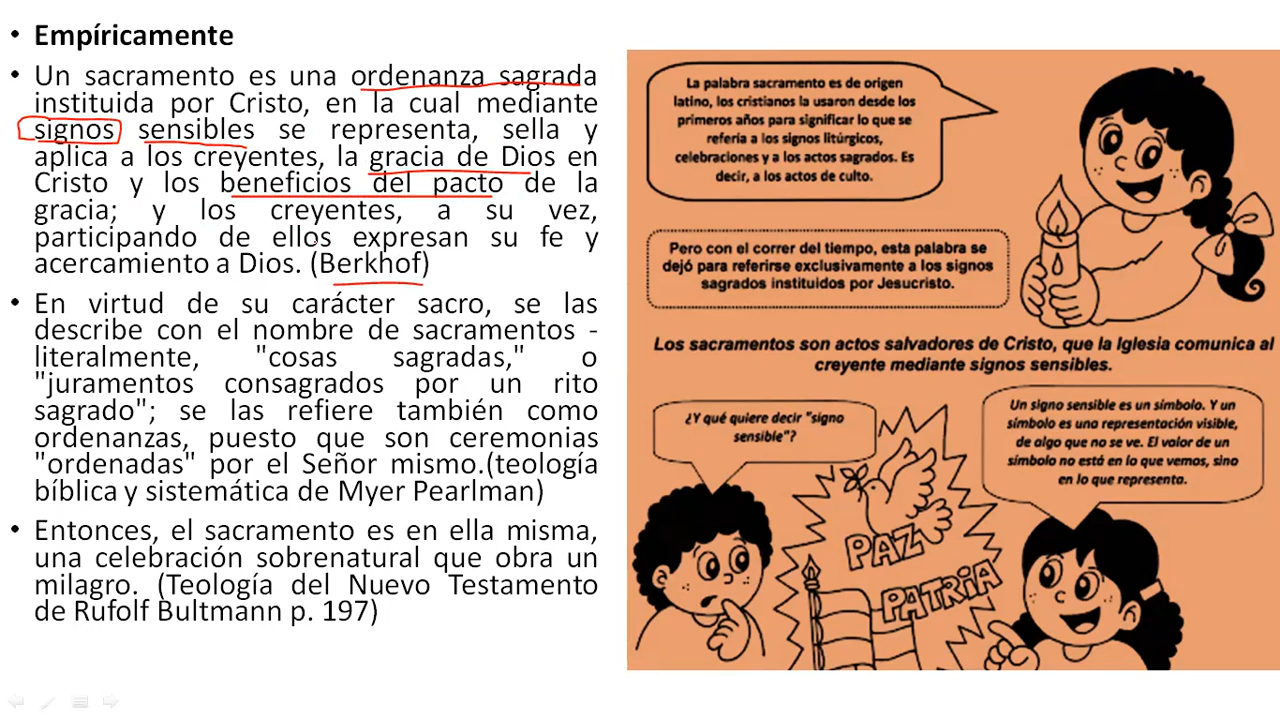 • Empíricamente
• Un sacramento es una ordenanza sagrada
instituida por Cristo, en la cual mediante
signos sensibles se representa, sella y
aplica a los creyentes, la gracia de Dios en
Cristo y los beneficios del pacto de la
gracia; y los creyentes, a su vez,
participando de ellos expresan su fe y
acercamiento a Dios. (Berkhof)
• En virtud de su carácter sacro, se las
describe con el nombre de sacramentos -
literalmente, "cosas sagradas," o
"juramentos consagrados por un rito
sagrado"; se las refiere también como
ordenanzas, puesto que son ceremonias
"ordenadas" por el Señor mismo.(teología
bíblica y sistemática de Myer Pearlman)
• Entonces, el sacramento es en ella misma,
una celebración sobrenatural que obra un
milagro. (Teología del Nuevo Testamento
de Rufolf Bultmann p. 197)
La palabra sacramento es de origen
latino, los cristianos la usaron desde los
primeros años para significar lo que se
refería a los signos litúrgicos,
celebraciones y a los actos sagrados. Es
decir, a los actos de culto.
Pero con el correr del tiempo, esta palabra se
dejó para referirse exclusivamente a los signos
sagrados instituidos por Jesucristo.
Los sacramentos son actos salvadores de Cristo, que la Iglesia comunica al
creyente mediante signos sensibles.
¿Y qué quiere decir "signo
sensible"?
Un signo sensible es un símbolo. Y un
símbolo es una representación visible,
de algo que no se ve. El valor de un
símbolo no está en lo que vemos, sino
en lo que representa.
PAZ
PATRIA